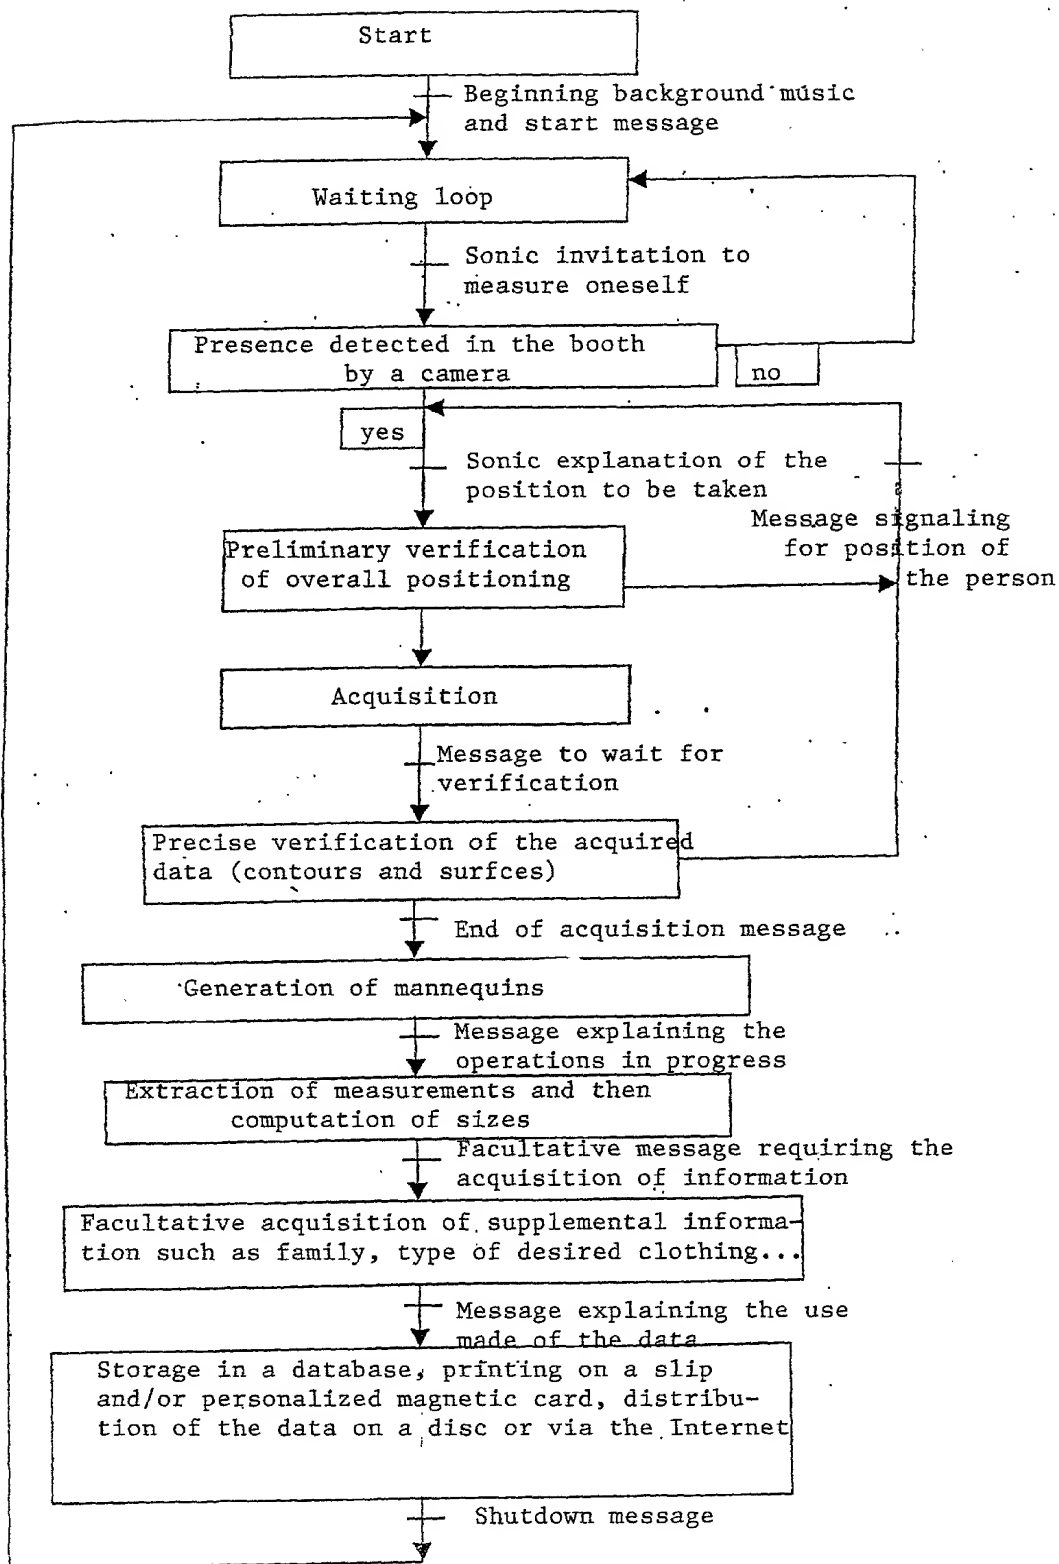 Start
Beginning background music
and start message
Waiting loop
Sonic invitation to
measure oneself
Presence detected in the booth
by a camera
no
yes
Sonic explanation of the
position to be taken
Message signaling
for position of
the person
Preliminary verification
of overall positioning
Acquisition
Message to wait for
verification
Precise verification of the acquired
data (contours and surfces)
End of acquisition message
Generation of mannequins
Message explaining the
operations in progress
Extraction of measurements and then
computation of sizes
Facultative message requiring the
acquisition of information
Facultative acquisition of supplemental informa-
tion such as family, type of desired clothing...
Message explaining the use
made of the data
Storage in a database, printing on a slip
and/or personalized magnetic card, distribu-
tion of the data on a disc or via the Internet
Shutdown message